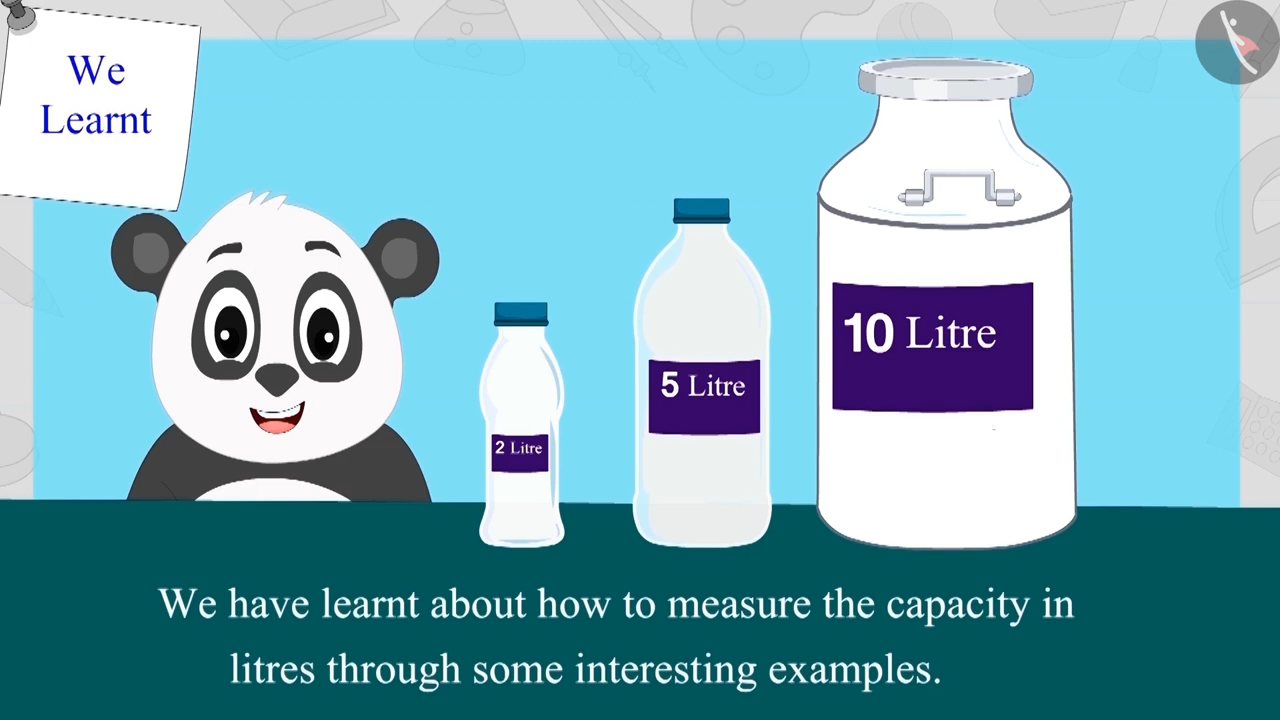 We
Learnt
2 Litre
5 Litre
10 Litre
We have learnt about how to measure the capacity in
litres through some interesting examples.